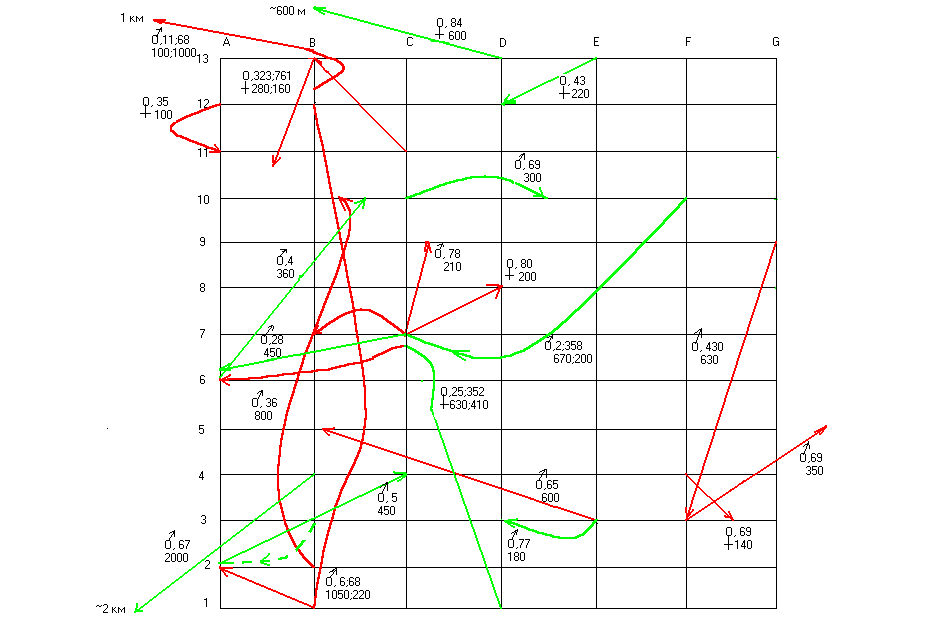 ~600 м
1 км
O, 84
600
O,11;68
100;1000
A
B
C
D
E
F
G
13
O,323;761
+280;160
O, 43
+220
O, 35
+ 100
12
11
O, 69
300
10
9
O, 4
360
O, 78
210
O, 80
+ 200
8
7
O, 28
450
O, 2;358
670;200
O, 430
630
6
O, 36
800
O,25;352
+630;410
5
O, 69
350
4
O, 5
450
O,65
600
3
O, 67
2000
O,77
180
O, 69
+140
2
O, 6;68
1050;220
~2 км
1